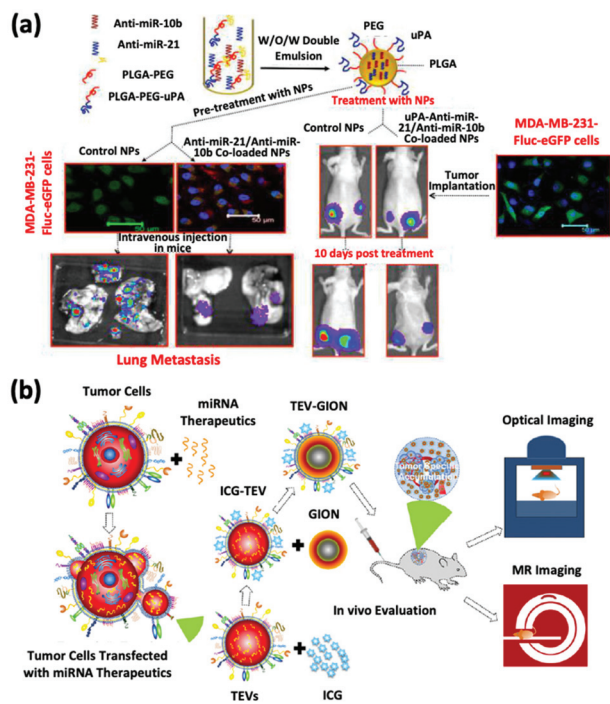 (a)
Anti-miR-10b
Anti-miR-21
PLGA-PEG
PLGA-PEG-uPA
W/O/W Double
Emulsion
PEG
uPA
PLGA
Pre-treatment with NPs
Treatment with NPs
Control NPs
Anti-miR-21/Anti-miR-
10b Co-loaded NPs
Control NPs
uPA-Anti-miR-
21/Anti-miR-10b
Co-loaded NPs
MDA-MB-231-
Fluc-eGFP cells
MDA-MB-231-
Fluc-eGFP cells
50 µm
50 µm
50 µm
Tumor
Implantation
Intravenous injection
in mice
10 days post treatment
Lung Metastasis
(b)
Tumor Cells
miRNA
Therapeutics
TEV-GION
Optical Imaging
Tumor Specific
Accumulation
ICG-TEV
GION
MR Imaging
In vivo Evaluation
Tumor Cells Transfected
with miRNA Therapeutics
TEVs
ICG